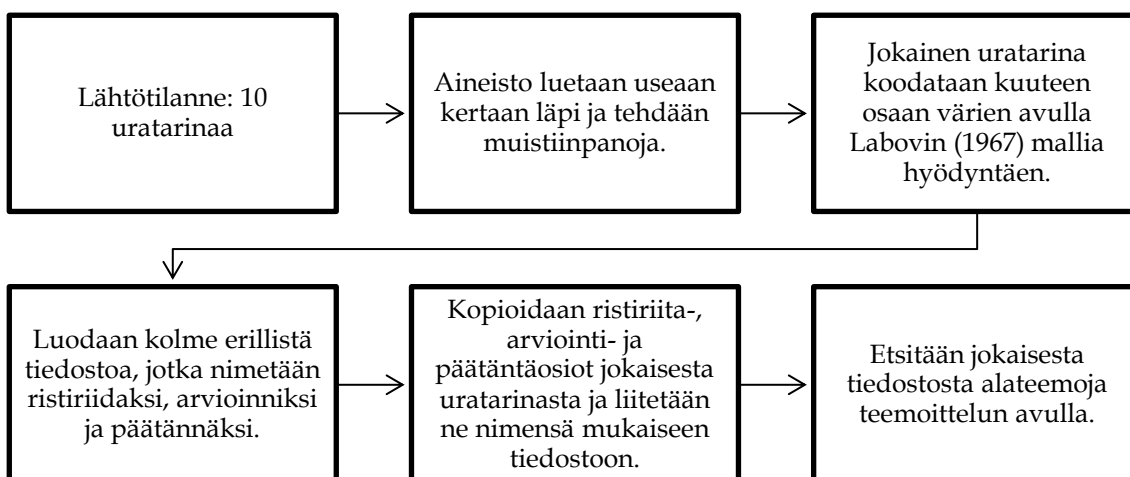 Lähtötilanne: 10
uratarinaa
Aineisto luetaan useaan
kertaan läpi ja tehdään
muistiinpanoja.
Jokainen uratarina
koodataan kuuteen
osaan värien avulla
Labovin (1967) mallia
hyödyntäen.
Luodaan kolme erillistä
tiedostoa, jotka nimetään
ristiriidaksi, arvioinniksi
ja päätännäksi.
Kopioidaan ristiriita-,
arviointi- ja
päätäntäosiot jokaisesta
uratarinasta ja liitetään
ne nimensä mukaiseen
tiedostoon.
Etsitään jokaisesta
tiedostosta alateemoja
teemoittelun avulla.